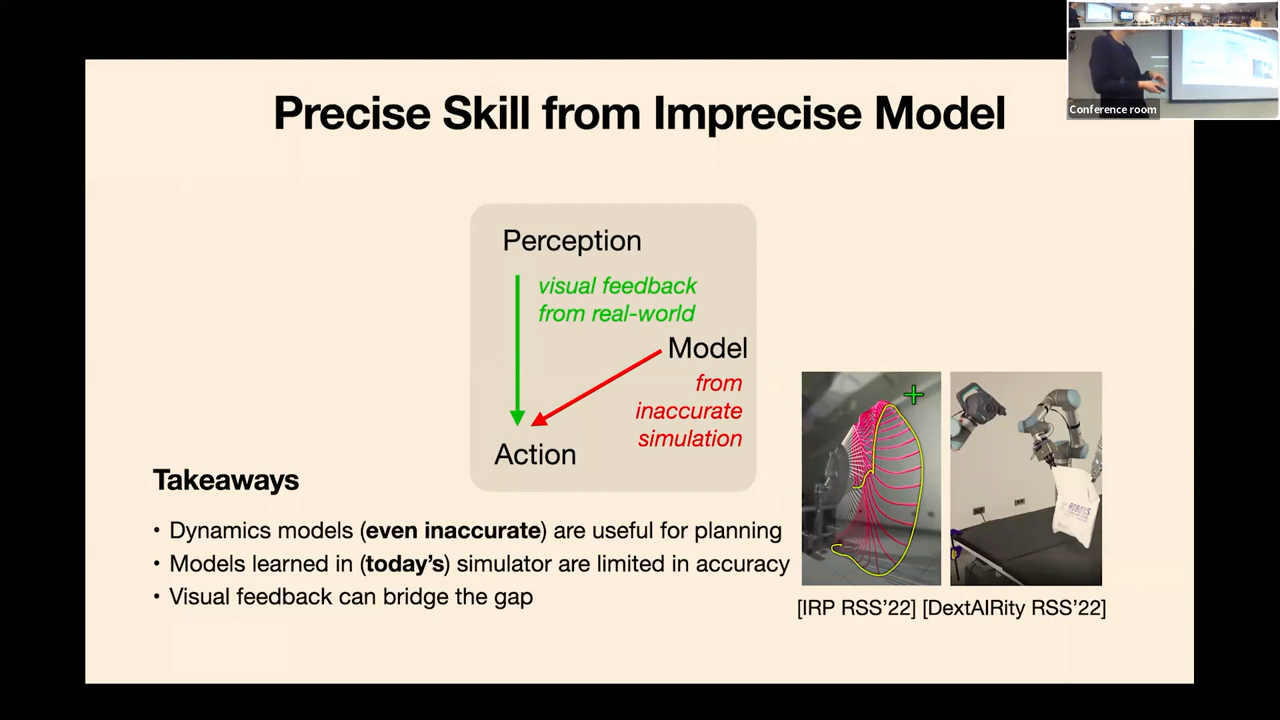 Precise Skill from Imprecise Model
Conference room
Perception
visual feedback
from real-world
Model
from
inaccurate
simulation
Action
Takeaways
• Dynamics models (even inaccurate) are useful for planning
• Models learned in (today's) simulator are limited in accuracy
• Visual feedback can bridge the gap
[IRP RSS'22] [DextAIRity RSS'22]